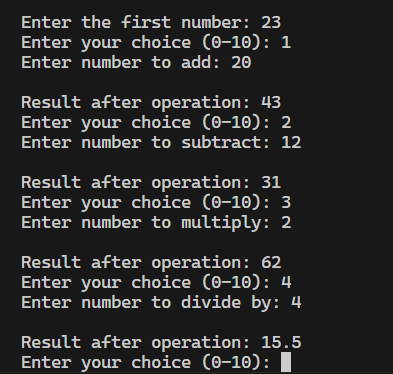 Enter the first number: 23
Enter your choice (0-10): 1
Enter number to add: 20
Result after operation: 43
Enter your choice (0-10): 2
Enter number to subtract: 12
Result after operation: 31
Enter your choice (0-10): 3
Enter number to multiply: 2
Result after operation: 62
Enter your choice (0-10): 4
Enter number to divide by: 4
Result after operation: 15.5
Enter your choice (0-10):